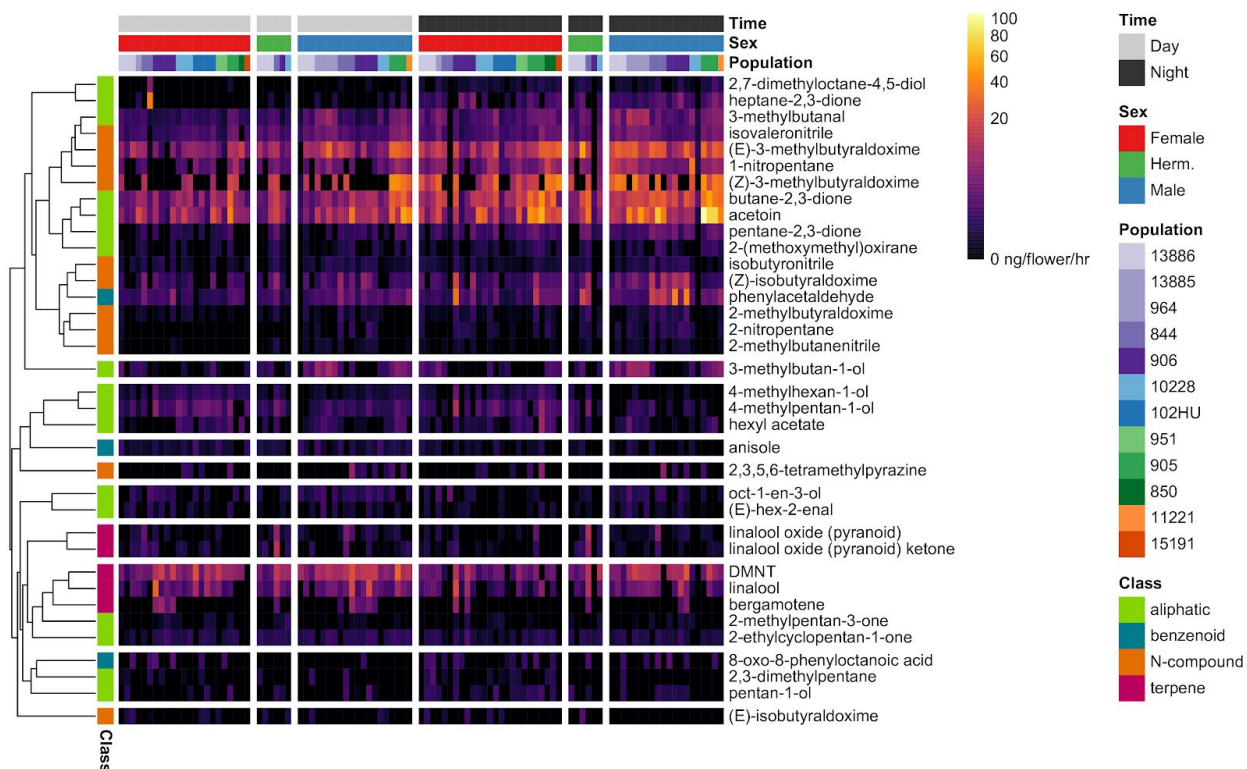 Time
Sex
Population
2,7-dimethyloctane-4,5-diol
heptane-2,3-dione
3-methylbutanal
isovaleronitrile
(E)-3-methylbutyraldoxime
1-nitropentane
(Z)-3-methylbutyraldoxime
butane-2,3-dione
acetoin
pentane-2,3-dione
2-(methoxymethyl)oxirane
isobutyronitrile
(Z)-isobutyraldoxime
phenylacetaldehyde
2-methylbutyraldoxime
2-nitropentane
2-methylbutanenitrile
3-methylbutan-1-ol
4-methylhexan-1-ol
4-methylpentan-1-ol
hexyl acetate
anisole
2,3,5,6-tetramethylpyrazine
oct-1-en-3-ol
(E)-hex-2-enal
linalool oxide (pyranoid)
linalool oxide (pyranoid) ketone
DMNT
linalool
bergamotene
2-methylpentan-3-one
2-ethylcyclopentan-1-one
8-oxo-8-phenyloctanoic acid
2,3-dimethylpentane
pentan-1-ol
(E)-isobutyraldoxime
Class
100
80
60
40
20
0 ng/flower/hr
Time
Day
Night
Sex
Female
Herm.
Male
Population
13886
13885
964
844
906
10228
102HU
951
905
850
11221
15191
Class
aliphatic
benzenoid
N-compound
terpene